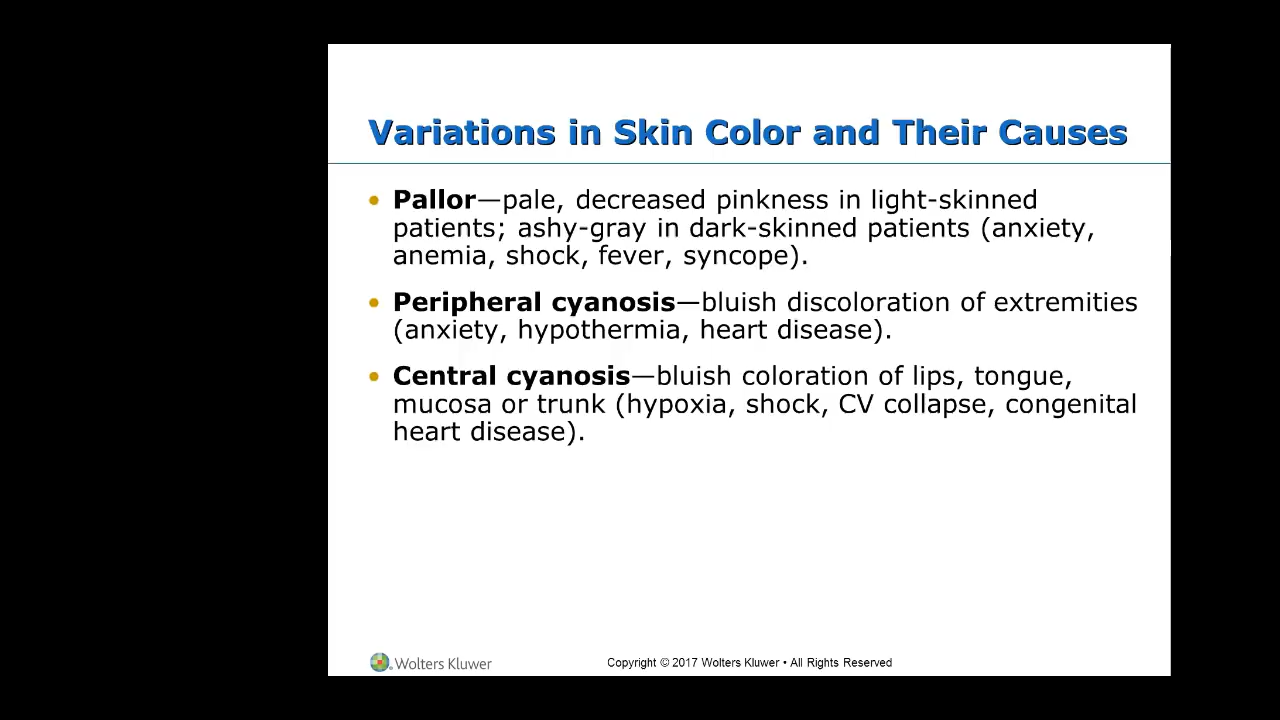 Variations in Skin Color and Their Causes
• Pallor—pale, decreased pinkness in light-skinned
patients; ashy-gray in dark-skinned patients (anxiety,
anemia, shock, fever, syncope).
• Peripheral cyanosis—bluish discoloration of extremities
(anxiety, hypothermia, heart disease).
• Central cyanosis—bluish coloration of lips, tongue,
mucosa or trunk (hypoxia, shock, CV collapse, congenital
heart disease).
Wolters Kluwer
Copyright © 2017 Wolters Kluwer • All Rights Reserved